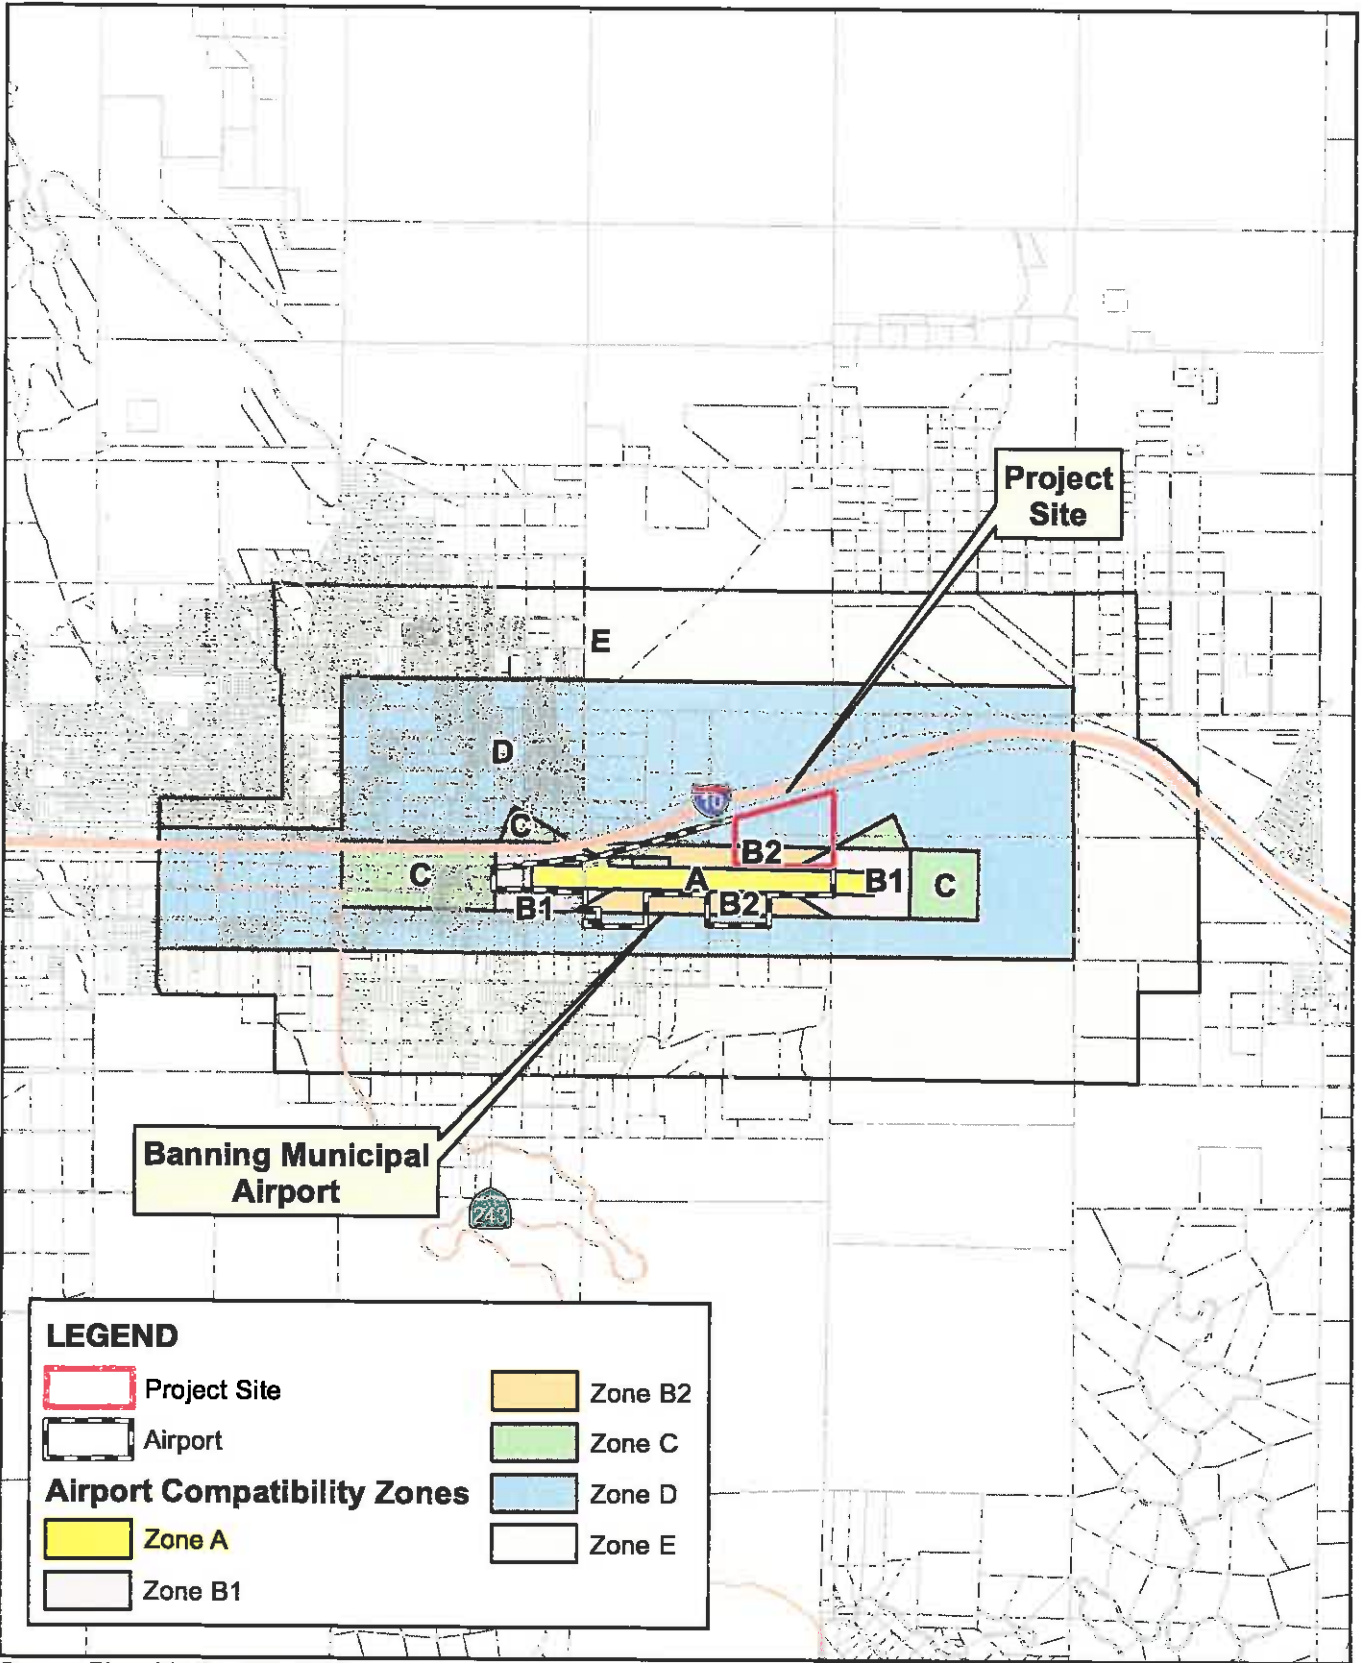 Project
Site
E
D
10
C
B2
C
A
B1
C
B1
B2
Banning Municipal
Airport
243
LEGEND
Project Site
Airport
Airport Compatibility Zones
Zone A
Zone B1
Zone B2
Zone C
Zone D
Zone E